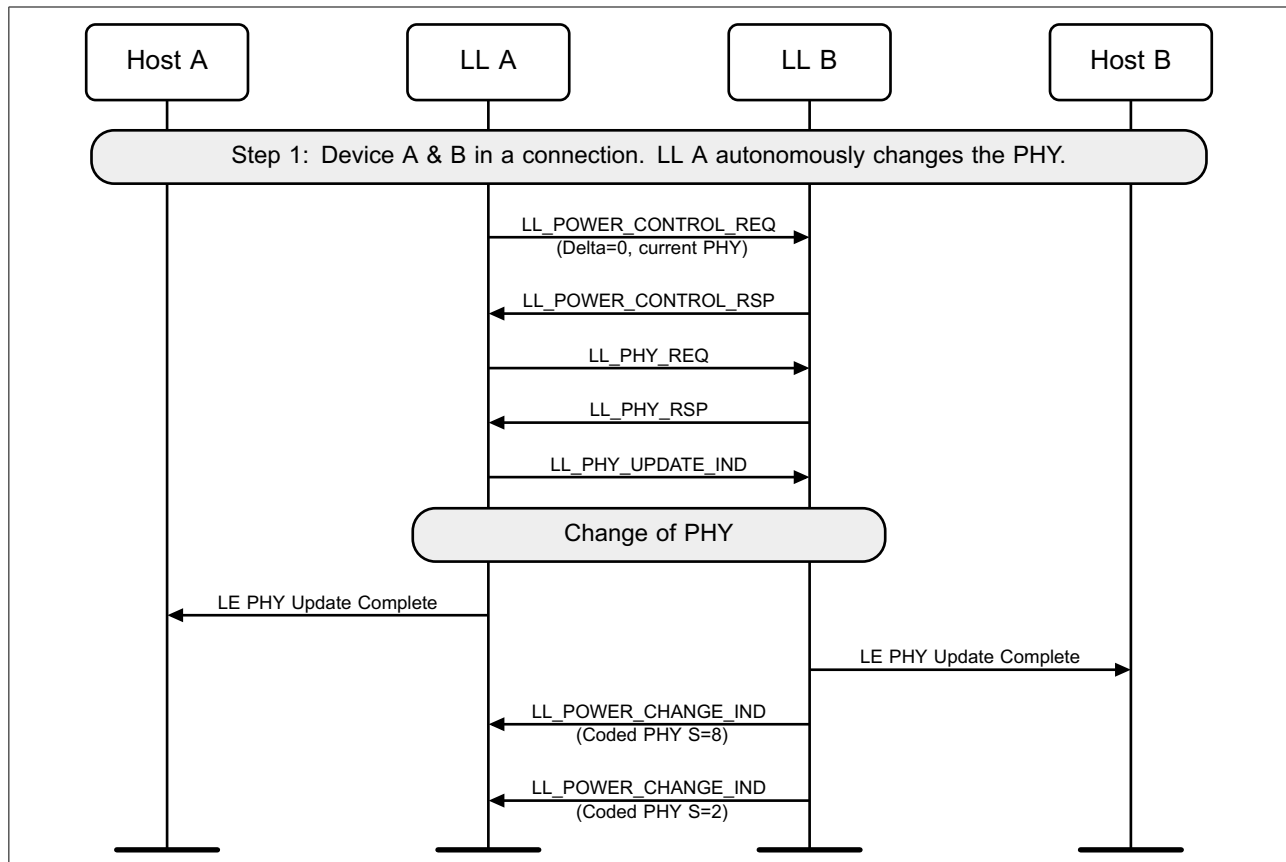 Host A
LL A
LL B
Host B
Step 1: Device A & B in a connection. LL A autonomously changes the PHY.
LL_POWER_CONTROL_REQ
(Delta=0, current PHY)
LL_POWER_CONTROL_RSP
LL_PHY_REQ
LL_PHY_RSP
LL_PHY_UPDATE_IND
Change of PHY
LE PHY Update Complete
LE PHY Update Complete
LL_POWER_CHANGE_IND
(Coded PHY S=8)
LL_POWER_CHANGE_IND
(Coded PHY S=2)